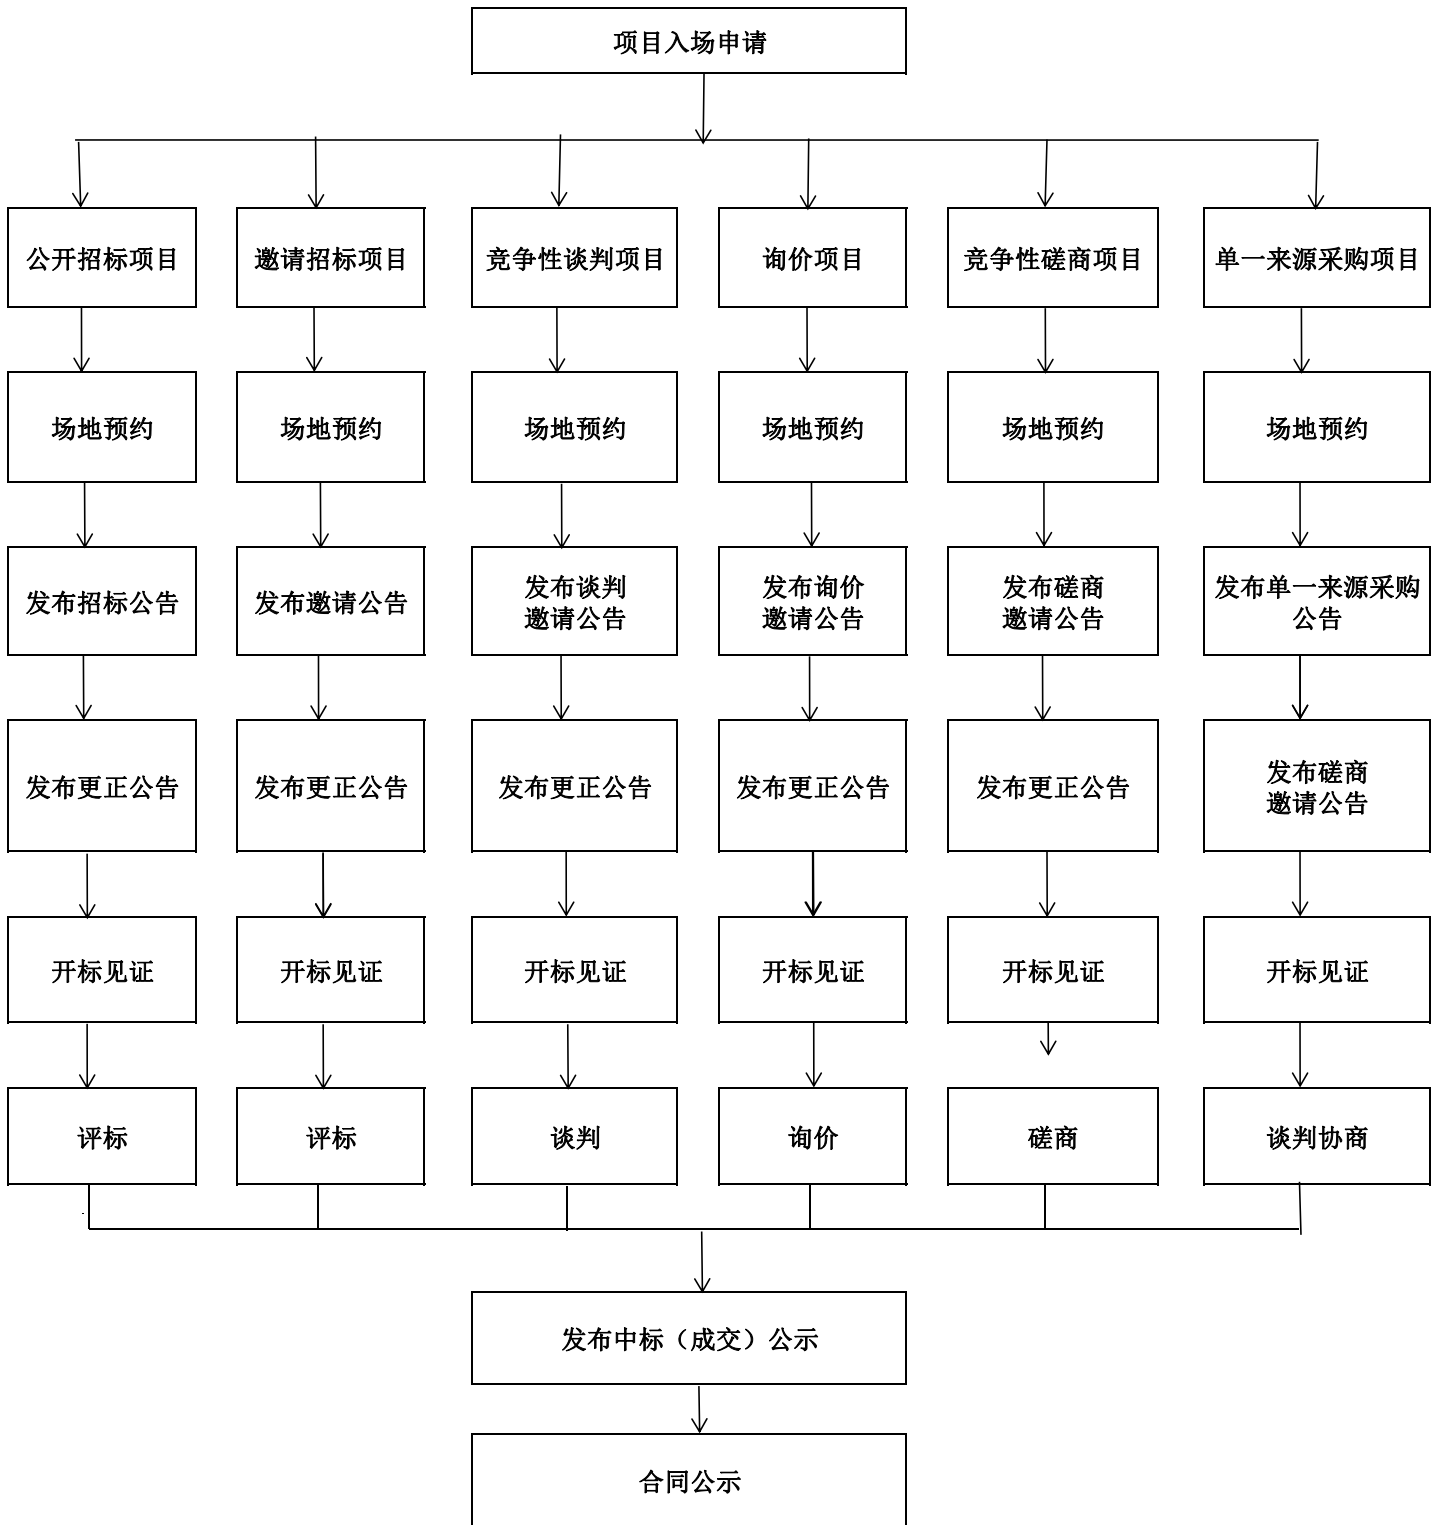 项目入场申请
公开招标项目
邀请招标项目
竞争性谈判项目
询价项目
竞争性磋商项目
单一来源采购项目
场地预约
场地预约
场地预约
场地预约
场地预约
场地预约
发布招标公告
发布邀请公告
发布谈判
邀请公告
发布询价
邀请公告
发布磋商
邀请公告
发布单一来源采购
公告
发布更正公告
发布更正公告
发布更正公告
发布更正公告
发布更正公告
发布磋商
邀请公告
开标见证
开标见证
开标见证
开标见证
开标见证
开标见证
评标
评标
谈判
询价
磋商
谈判协商
发布中标（成交）公示
合同公示